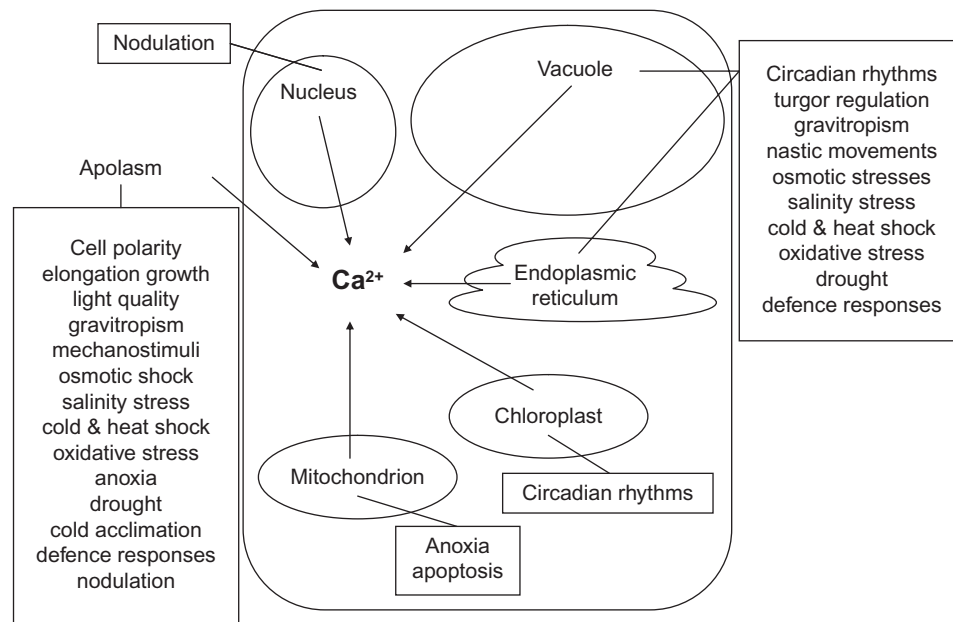 Nodulation
Nucleus
Vacuole
Circadian rhythms
turgor regulation
gravitropism
nastic movements
osmotic stresses
salinity stress
cold & heat shock
oxidative stress
drought
defence responses
Apolasm
Cell polarity
elongation growth
light quality
gravitropism
mechanostimuli
osmotic shock
salinity stress
cold & heat shock
oxidative stress
anoxia
drought
cold acclimation
defence responses
nodulation
Ca²⁺
Endoplasmic
reticulum
Chloroplast
Circadian rhythms
Mitochondrion
Anoxia
apoptosis